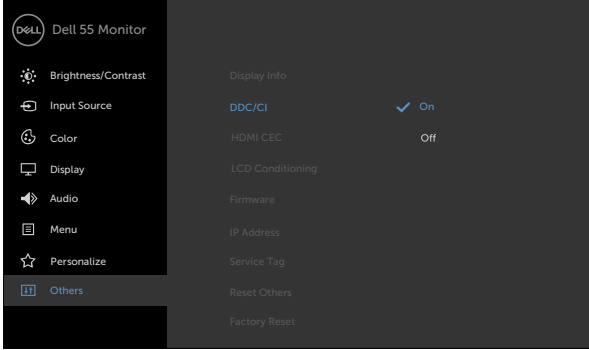 DELL Dell 55 Monitor
Brightness/Contrast Display Info
Input Source DDC/CI On
Color HDMI CEC Off
Display LCD Conditioning
Audio Firmware
Menu IP Address
Personalize Service Tag
Others Reset Others
Factory Reset